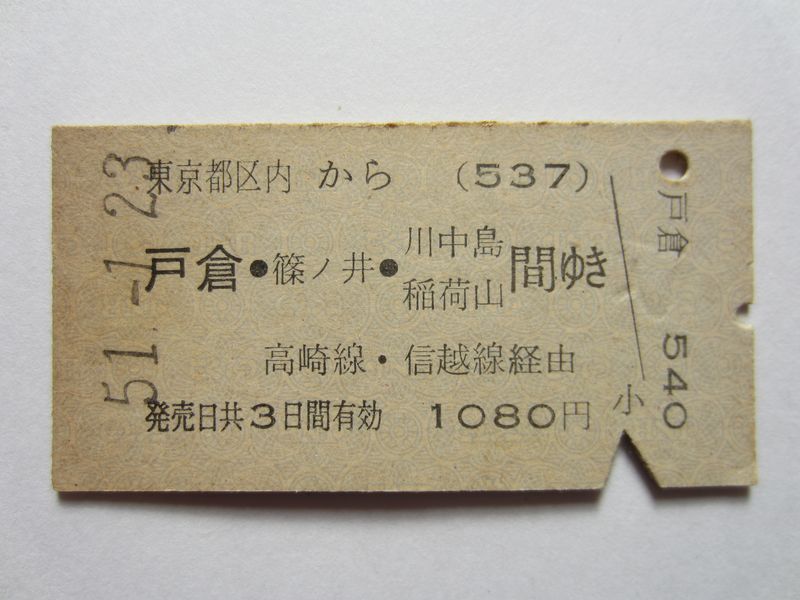 51.-1.23
東京都区内 から (537)
戸倉●篠ノ井●川中島
稲荷山
間ゆき
高崎線・信越線経由
発売日共3日間有効 1080円
小
戸倉 540